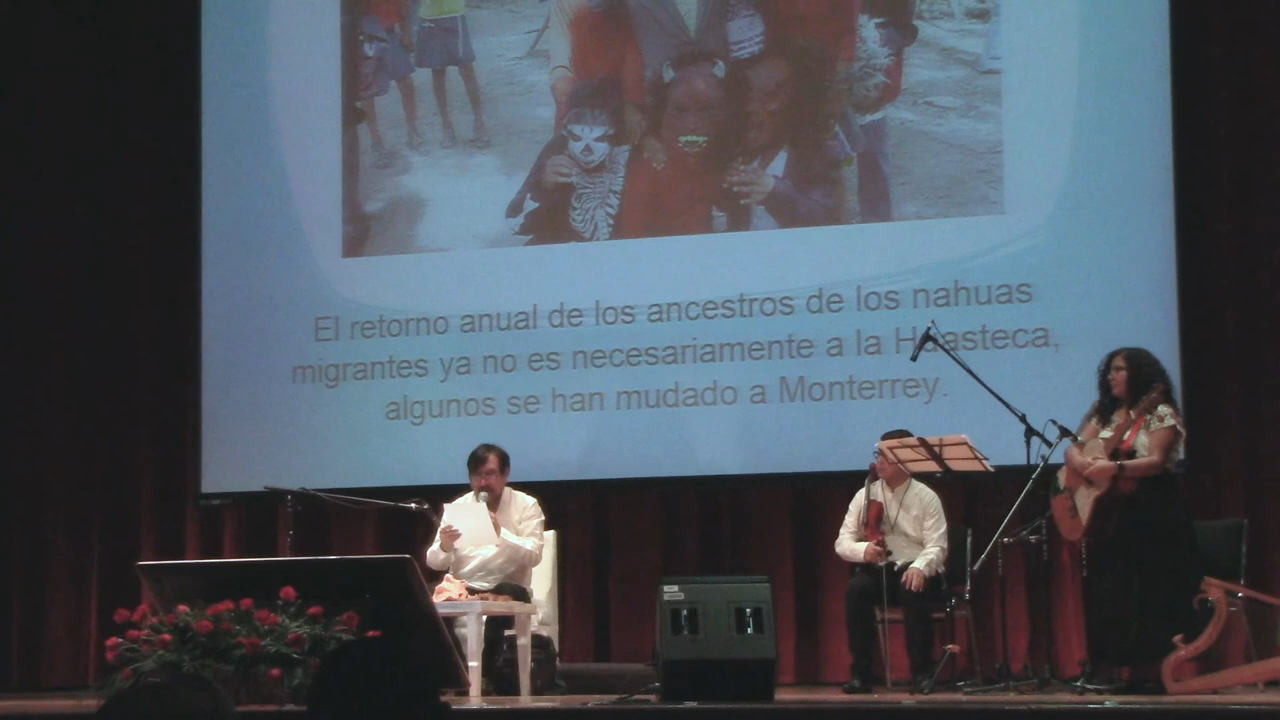 El retorno anual de los ancestros de los nahuas
migrantes ya no es necesariamente a la Huasteca,
algunos se han mudado a Monterrey.